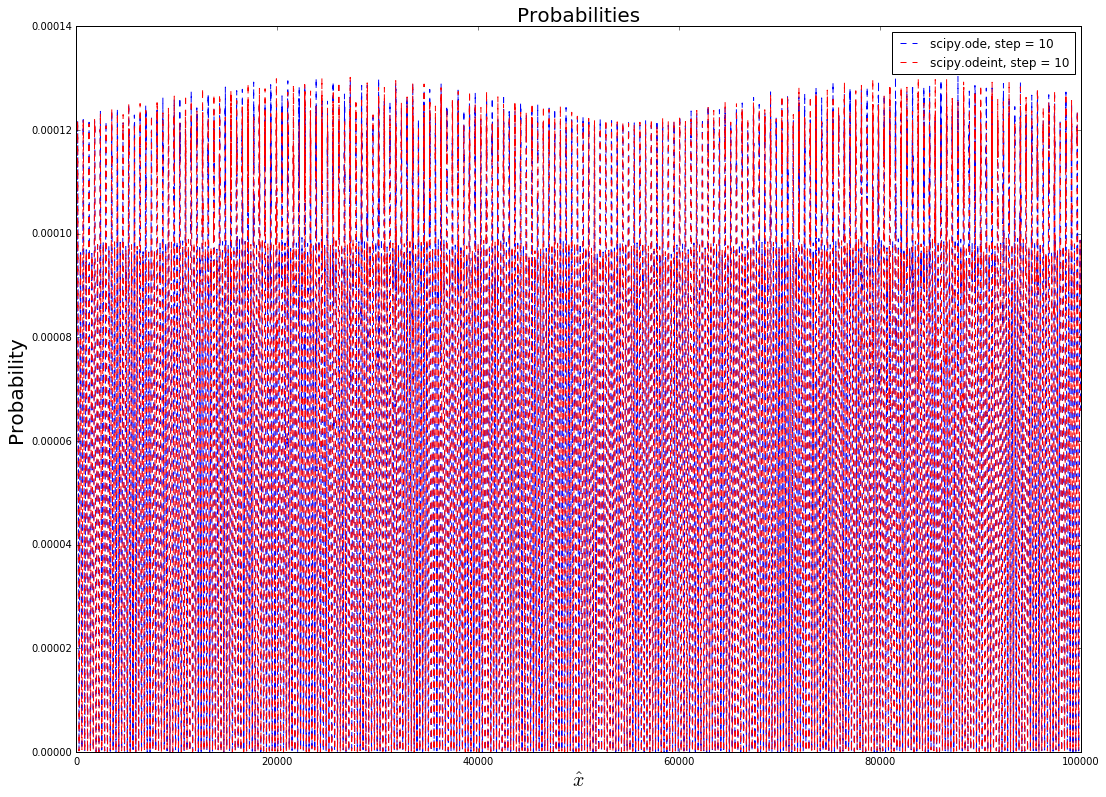 Probabilities
scipy.ode, step = 10
scipy.odeint, step = 10
Probability
0.00014
0.00012
0.00010
0.00008
0.00006
0.00004
0.00002
0.00000
0 20000 40000 60000 80000 100000
x̂